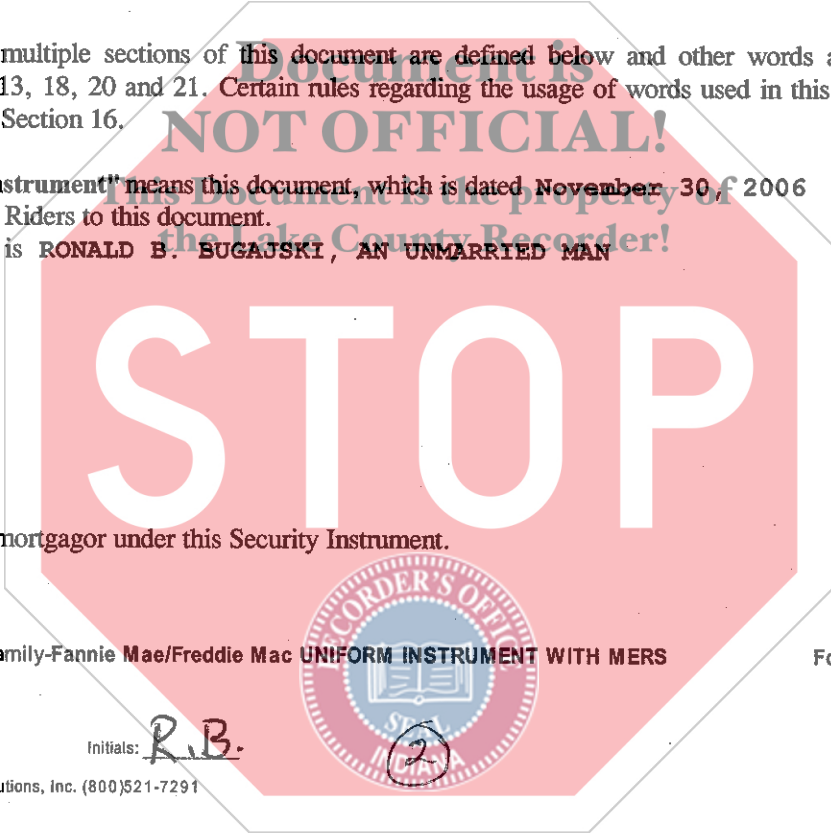 multiple sections of this document are defined below and other words a
Document is
13, 18, 20 and 21. Certain rules regarding the usage of words used in this
Section 16.
NOT OFFICIAL!
strument" means this document, which is dated November 30, 2006
This Document is the property of
Riders to this document.
the Lake County Recorder!
is RONALD B. BUGAJSKI, AN UNMARRIED MAN
STOP
mortgagor under this Security Instrument.
RECORDER'S OFFICE
amily-Fannie Mae/Freddie Mac UNIFORM INSTRUMENT WITH MERS Fo
SEAL
Initials: R.B.
2
INDIANA
utions, Inc. (800)521-7291